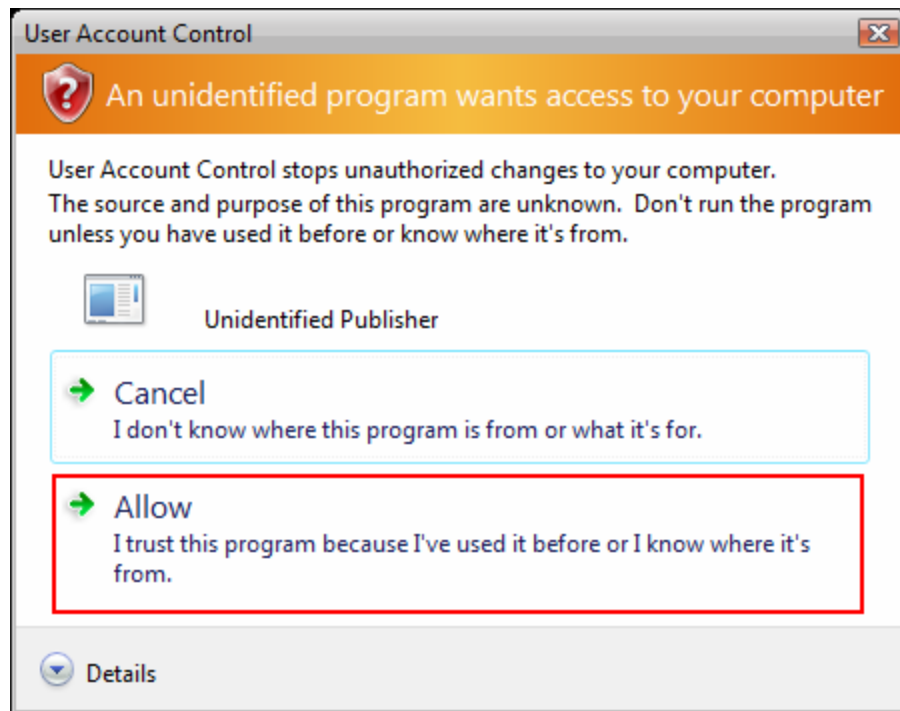 User Account Control
An unidentified program wants access to your computer
User Account Control stops unauthorized changes to your computer.
The source and purpose of this program are unknown.  Don't run the program
unless you have used it before or know where it's from.
Unidentified Publisher
Cancel
I don't know where this program is from or what it's for.
Allow
I trust this program because I've used it before or I know where it's
from.
Details